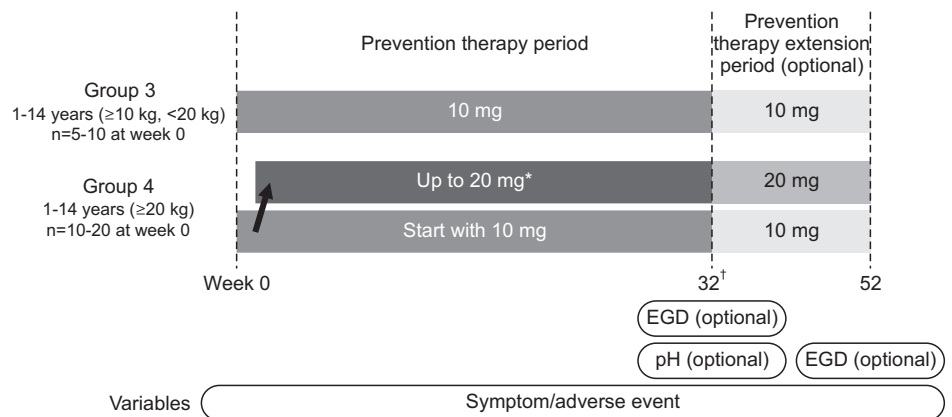 Prevention therapy period
Prevention
therapy extension
period (optional)
Group 3
1-14 years (≥10 kg, <20 kg)
n=5-10 at week 0
10 mg
10 mg
Group 4
1-14 years (≥20 kg)
n=10-20 at week 0
Up to 20 mg*
20 mg
Start with 10 mg
10 mg
Week 0
32†
52
EGD (optional)
pH (optional)
EGD (optional)
Variables
Symptom/adverse event